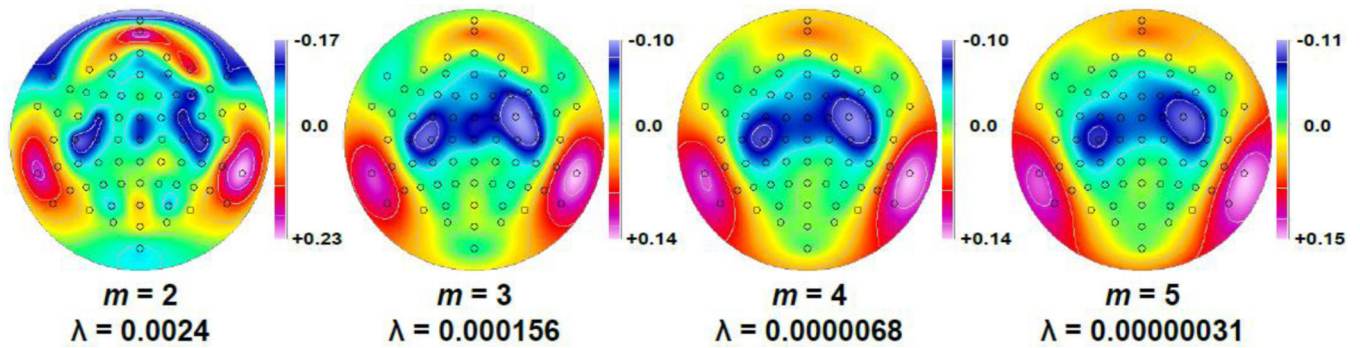 -0.17
0.0
+0.23
m = 2
λ = 0.0024
-0.10
0.0
+0.14
m = 3
λ = 0.000156
-0.10
0.0
+0.14
m = 4
λ = 0.0000068
-0.11
0.0
+0.15
m = 5
λ = 0.00000031